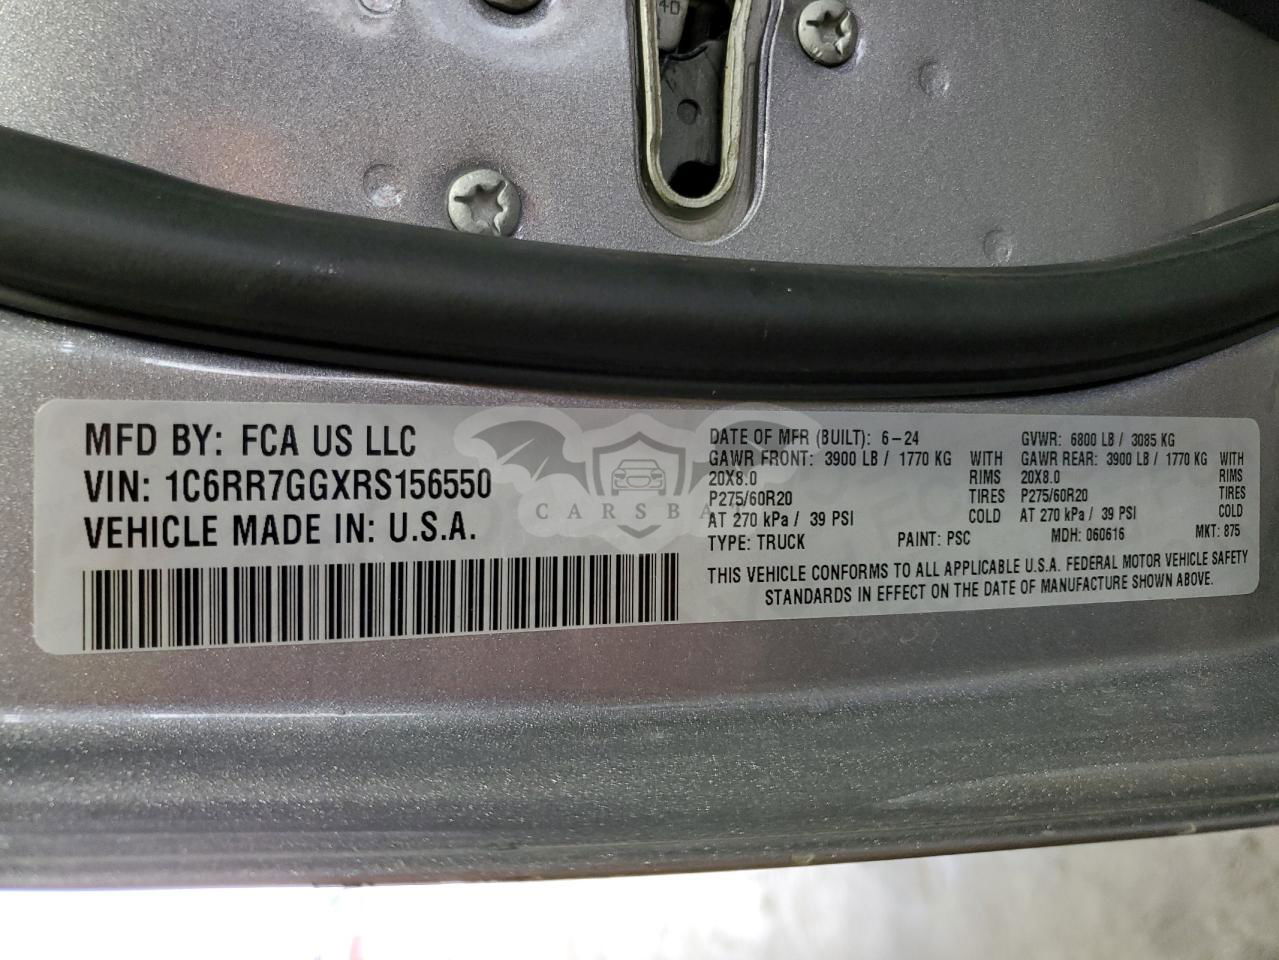 40
MFD BY: FCA US LLC
VIN: 1C6RR7GGXRS156550
VEHICLE MADE IN: U.S.A.
CARSBA
DATE OF MFR (BUILT): 6-24 GVWR: 6800 LB / 3085 KG
GAWR FRONT: 3900 LB / 1770 KG WITH GAWR REAR: 3900 LB / 1770 KG WITH
20X8.0 RIMS 20X8.0 RIMS
P275/60R20 TIRES P275/60R20 TIRES
AT 270 kPa / 39 PSI COLD AT 270 kPa / 39 PSI COLD
TYPE: TRUCK PAINT: PSC MDH: 060616 MKT: 875
THIS VEHICLE CONFORMS TO ALL APPLICABLE U.S.A. FEDERAL MOTOR VEHICLE SAFETY
STANDARDS IN EFFECT ON THE DATE OF MANUFACTURE SHOWN ABOVE.